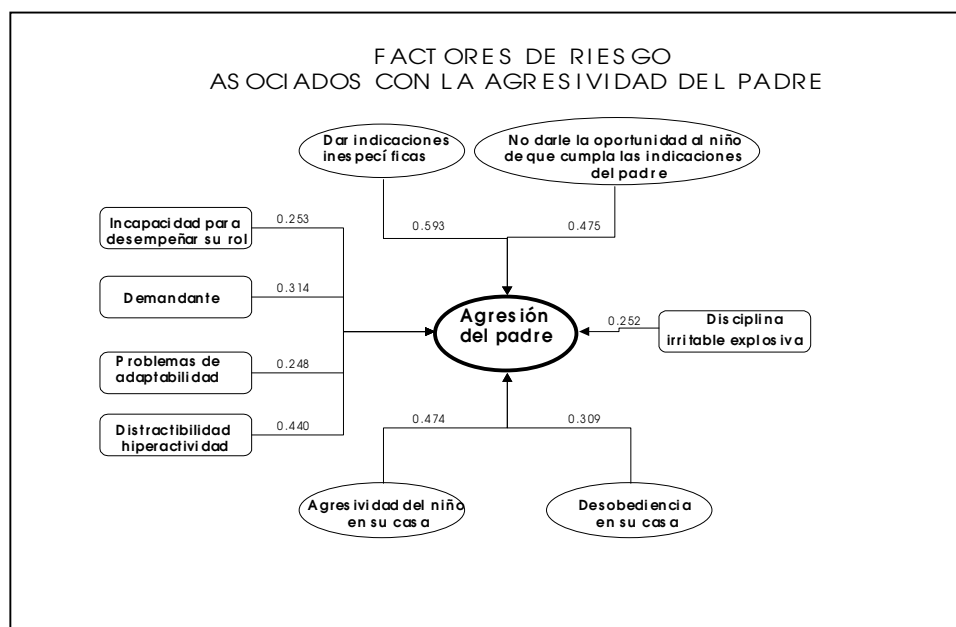 FACTORES DE RIESGO
ASOCIADOS CON LA AGRESIVIDAD DEL PADRE
Dar indicaciones
inespecíficas
No darle la oportunidad al niño
de que cumpla las indicaciones
del padre
0.593
0.475
Incapacidad para
desempeñar su rol
0.253
Demandante
0.314
Problemas de
adaptabilidad
0.248
Distractibilidad
hiperactividad
0.440
Agresión
del padre
0.252
Disciplina
irritable explosiva
0.474
0.309
Agresividad del niño
en su casa
Desobediencia
en su casa